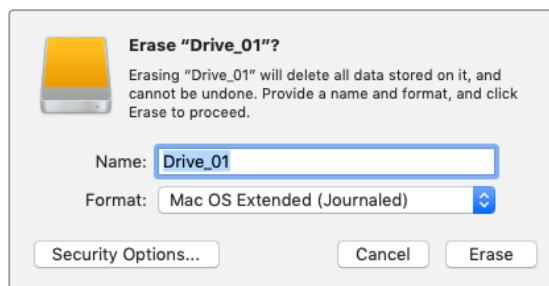 Erase “Drive_01”?
Erasing “Drive_01” will delete all data stored on it, and
cannot be undone. Provide a name and format, and click
Erase to proceed.
Name: Drive_01
Format: Mac OS Extended (Journaled)
Security Options... Cancel Erase